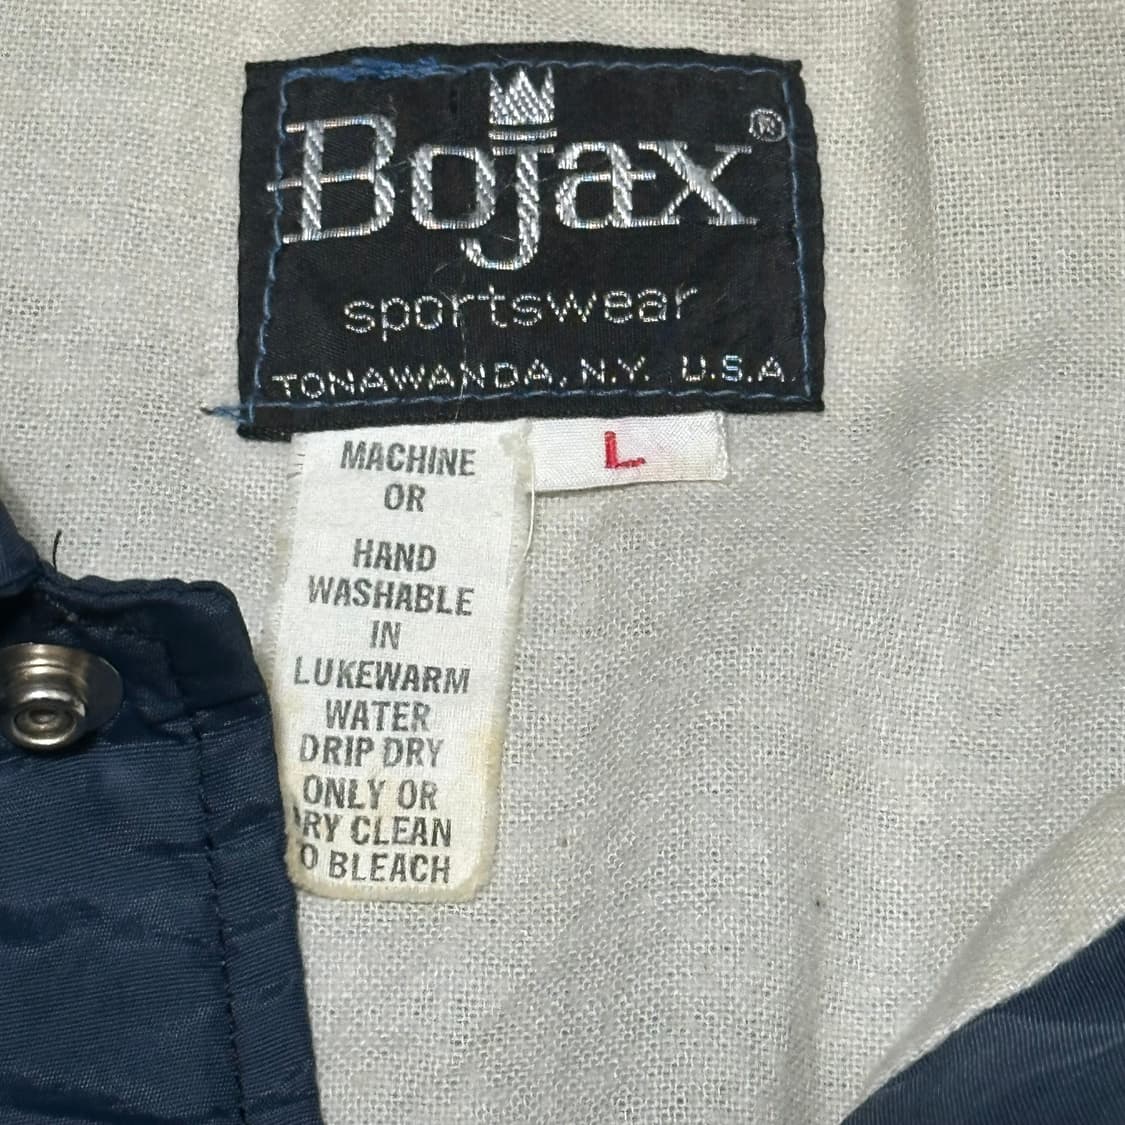 Bojax®
sportswear
TONAWANDA, N.Y. U.S.A.
L
MACHINE
OR
HAND
WASHABLE
IN
LUKEWARM
WATER
DRIP DRY
ONLY OR
RY CLEAN
O BLEACH